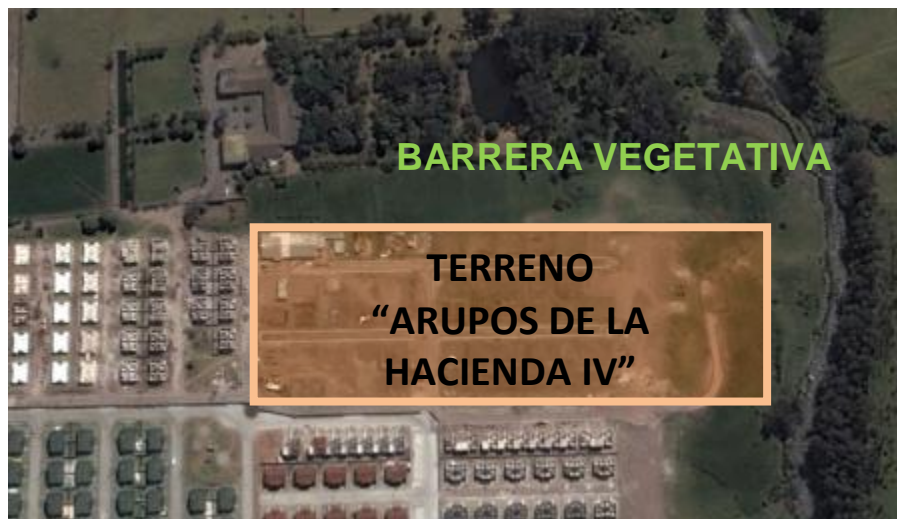 BARRERA VEGETATIVA
TERRENO
“ARUPOS DE LA
HACIENDA IV”